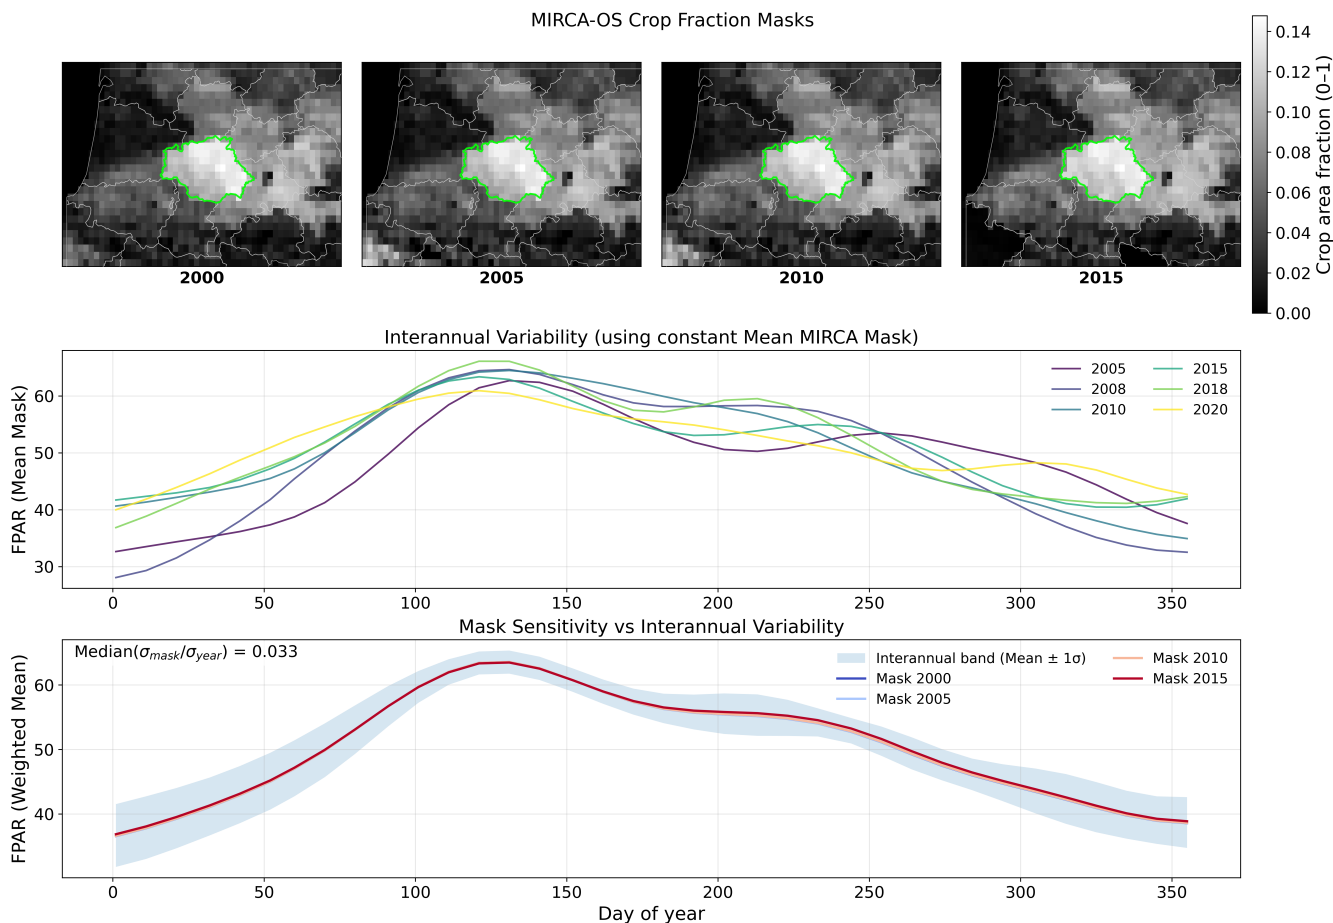 MIRCA-OS Crop Fraction Masks
0.14
0.12
0.10
0.08
0.06
0.04
0.02
0.00
Crop area fraction (0–1)
2000 2005 2010 2015
Interannual Variability (using constant Mean MIRCA Mask)
FPAR (Mean Mask)
60
50
40
30
2005 2015
2008 2018
2010 2020
0 50 100 150 200 250 300 350
Mask Sensitivity vs Interannual Variability
Median(σmask/σyear) = 0.033
FPAR (Weighted Mean)
60
50
40
Interannual band (Mean ± 1σ) Mask 2010
Mask 2000 Mask 2015
Mask 2005
0 50 100 150 200 250 300 350
Day of year